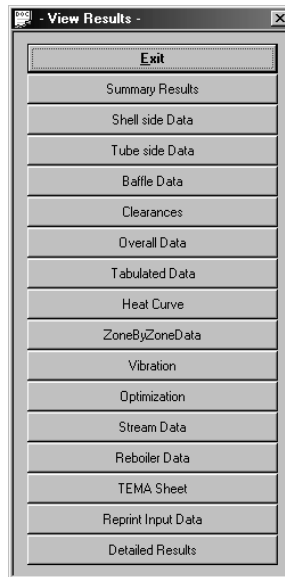 - View Results -
Exit
Summary Results
Shell side Data
Tube side Data
Baffle Data
Clearances
Overall Data
Tabulated Data
Heat Curve
ZoneByZoneData
Vibration
Optimization
Stream Data
Reboiler Data
TEMA Sheet
Reprint Input Data
Detailed Results